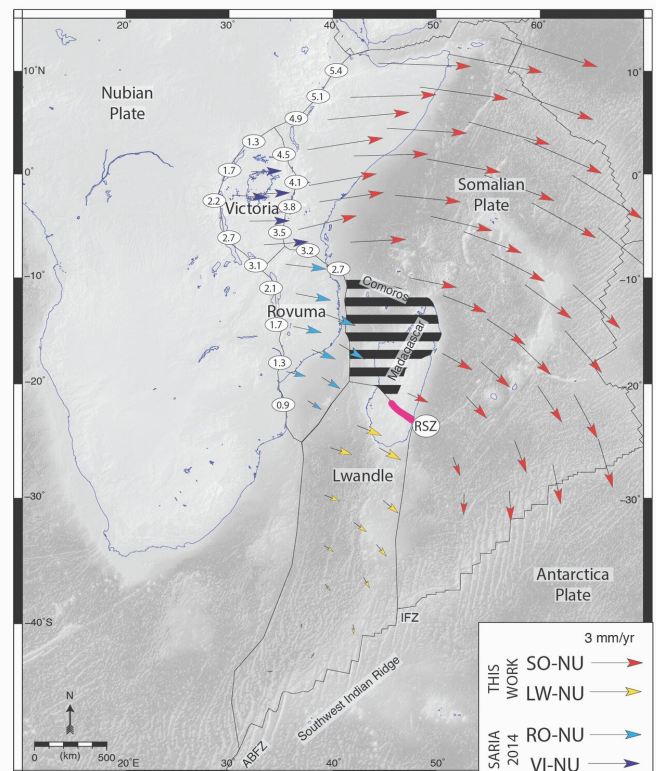 20°
30°
40°
50°
60°
10°N
10°
5.4
Nubian
Plate
5.1
4.9
1.3
4.5
0°
0°
1.7
4.1
Somalian
Plate
2.2
Victoria
3.8
3.5
2.7
3.2
3.1
2.7
−10°
−10°
2.1
Comoros
Rovuma
1.7
Madagascar
1.3
−20°
−20°
0.9
RSZ
Lwandle
−30°
−30°
Antarctica
Plate
IFZ
−40°S
Southwest Indian Ridge
ABFZ
N
0
(km)
500
20°E
30°
40°
50°
3 mm/yr
THIS
WORK
SO-NU
LW-NU
SARIA
2014
RO-NU
VI-NU